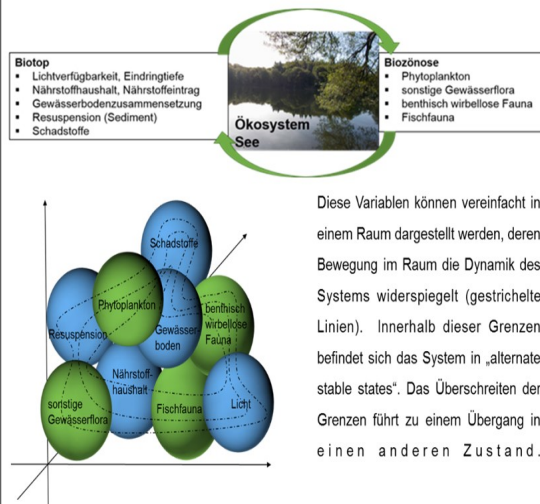 Biotop
▪ Lichtverfügbarkeit, Eindringtiefe
▪ Nährstoffhaushalt, Nährstoffeintrag
▪ Gewässerbodenzusammensetzung
▪ Resuspension (Sediment)
▪ Schadstoffe
Ökosystem
See
Biozönose
▪ Phytoplankton
▪ sonstige Gewässerflora
▪ benthisch wirbellose Fauna
▪ Fischfauna
Schadstoffe
Phytoplankton
Resuspension
Gewässer-
boden
benthisch
wirbellose
Fauna
Nährstoff-
haushalt
sonstige
Gewässerflora
Fischfauna
Licht
Diese Variablen können vereinfacht in
einem Raum dargestellt werden, deren
Bewegung im Raum die Dynamik des
Systems widerspiegelt (gestrichelte
Linien). Innerhalb dieser Grenzen
befindet sich das System in „alternate
stable states“. Das Überschreiten der
Grenzen führt zu einem Übergang in
einen anderen Zustand.